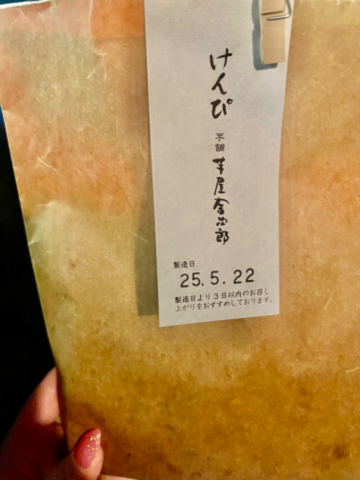 けんぴ
芋舗 芋屋金次郎
製造日
25.5.22
製造日より3日以内のお召し
上がりをおすすめしております。